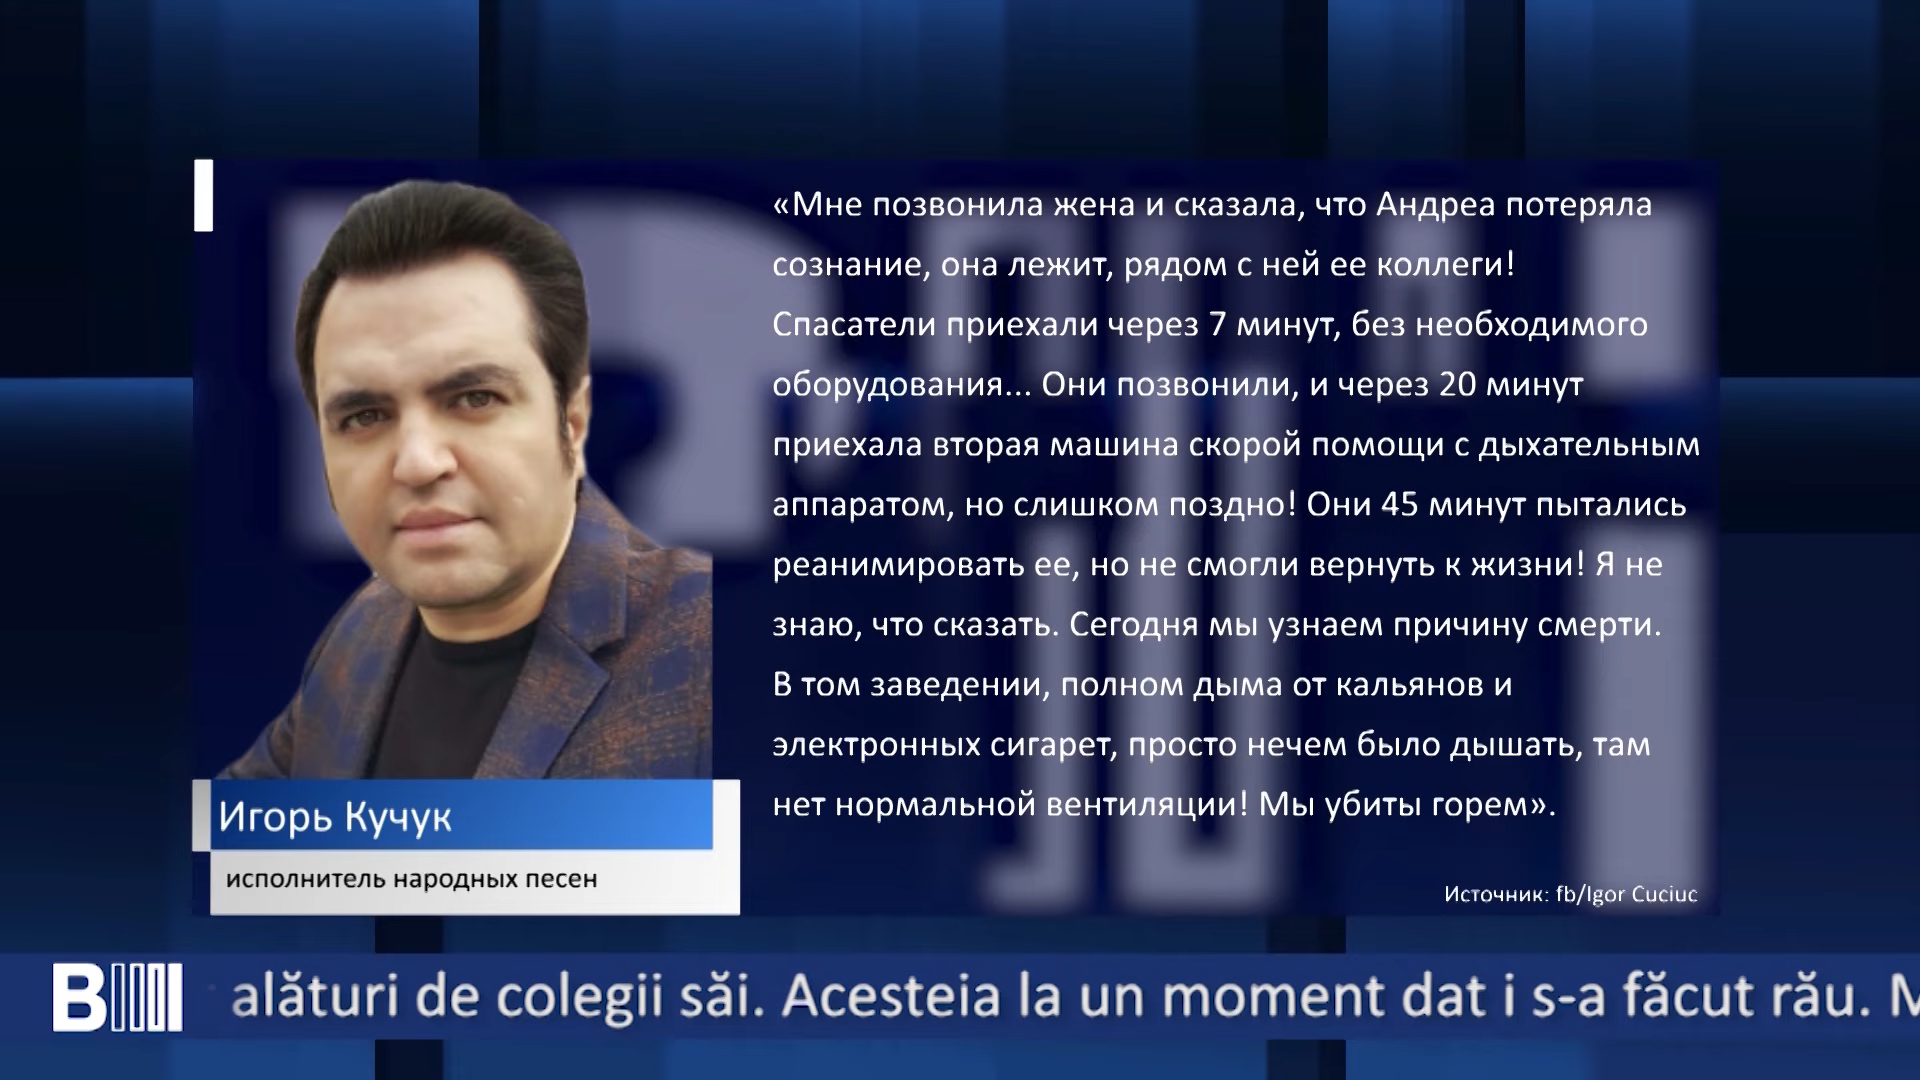 «Мне позвонила жена и сказала, что Андреа потеряла
сознание, она лежит, рядом с ней ее коллеги!
Спасатели приехали через 7 минут, без необходимого
оборудования... Они позвонили, и через 20 минут
приехала вторая машина скорой помощи с дыхательным
аппаратом, но слишком поздно! Они 45 минут пытались
реанимировать ее, но не смогли вернуть к жизни! Я не
знаю, что сказать. Сегодня мы узнаем причину смерти.
В том заведении, полном дыма от кальянов и
электронных сигарет, просто нечем было дышать, там
нет нормальной вентиляции! Мы убиты горем».
Игорь Кучук
исполнитель народных песен
Источник: fb/Igor Cuciuc
alături de colegii săi. Acesteia la un moment dat i s-a făcut rău. M